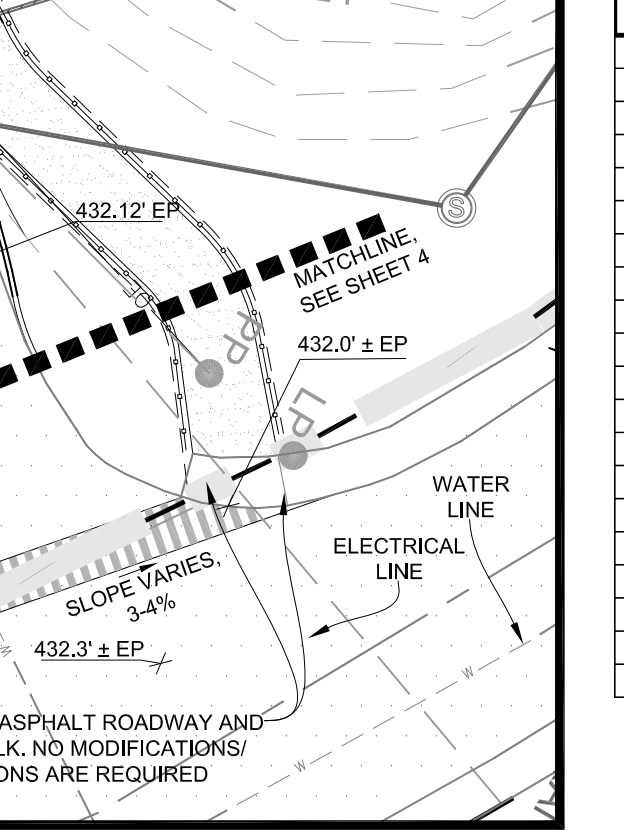 S
432.12' EP
MATCHLINE,
SEE SHEET 4
PP
432.0' ± EP
LP
WATER
LINE
ELECTRICAL
LINE
SLOPE VARIES,
3-4%
432.3' ± EP
W
W
W
ASPHALT ROADWAY AND
LK. NO MODIFICATIONS/
ONS ARE REQUIRED